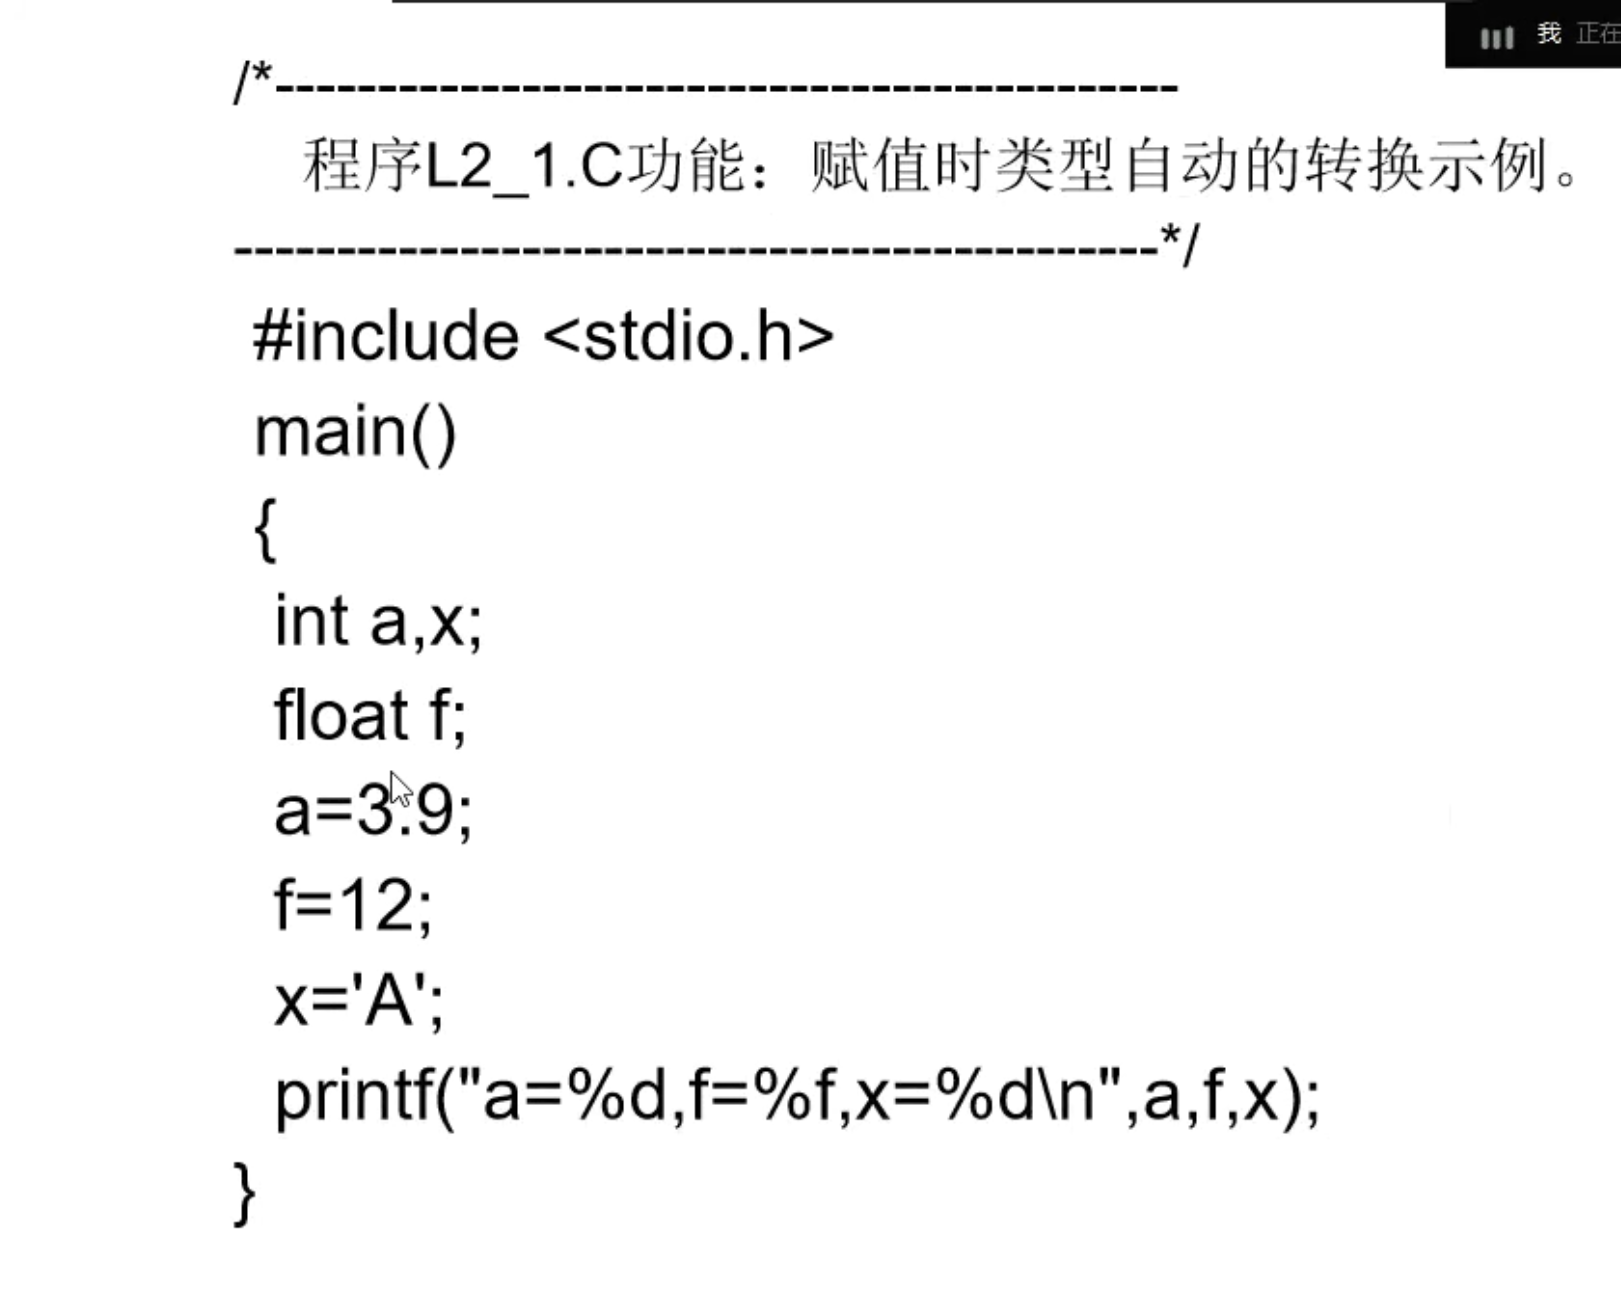 我 正在
/*--------------------------------------------
程序L2_1.C功能：赋值时类型自动的转换示例。
---------------------------------------------*/
#include <stdio.h>
main()
{
int a,x;
float f;
a=3.9;
f=12;
x='A';
printf("a=%d,f=%f,x=%d\n",a,f,x);
}